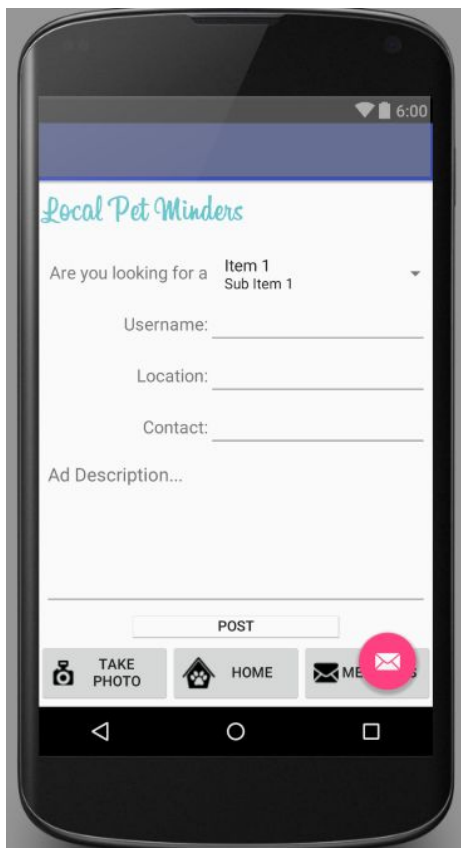 6:00
Local Pet Minders
Are you looking for a
Item 1
Sub Item 1
Username:
Location:
Contact:
Ad Description...
POST
TAKE
PHOTO
HOME